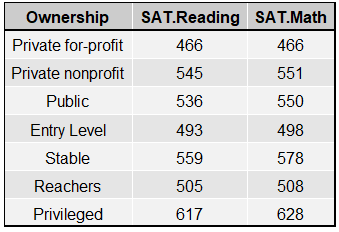 Ownership SAT.Reading SAT.Math
Private for-profit 466 466
Private nonprofit 545 551
Public 536 550
Entry Level 493 498
Stable 559 578
Reachers 505 508
Privileged 617 628